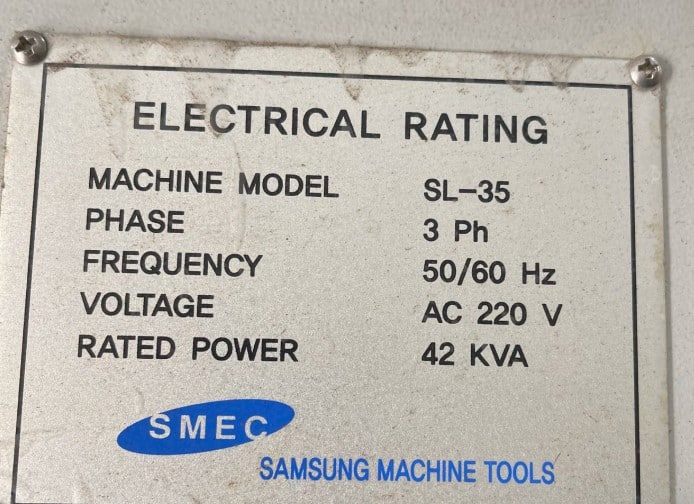 ELECTRICAL RATING
MACHINE MODEL SL-35
PHASE 3 Ph
FREQUENCY 50/60 Hz
VOLTAGE AC 220 V
RATED POWER 42 KVA
SMEC
SAMSUNG MACHINE TOOLS